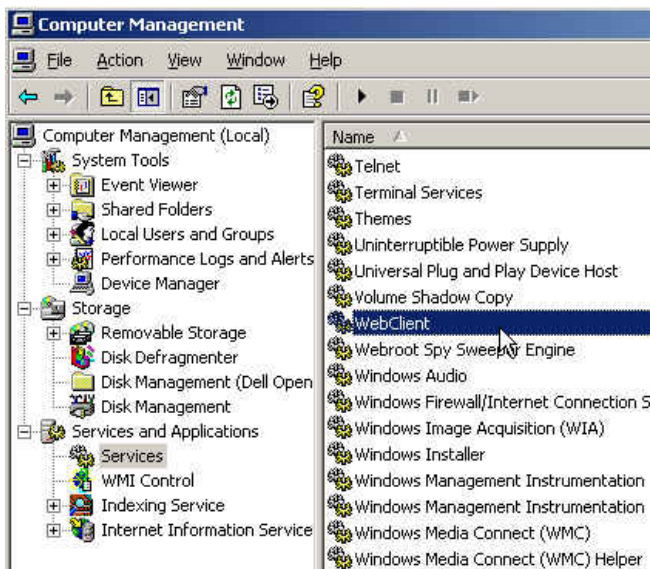 Computer Management
File Action View Window Help
Computer Management (Local)
System Tools
Event Viewer
Shared Folders
Local Users and Groups
Performance Logs and Alerts
Device Manager
Storage
Removable Storage
Disk Defragmenter
Disk Management (Dell Open
Disk Management
Services and Applications
Services
WMI Control
Indexing Service
Internet Information Service
Name
Telnet
Terminal Services
Themes
Uninterruptible Power Supply
Universal Plug and Play Device Host
Volume Shadow Copy
WebClient
Webroot Spy Sweeper Engine
Windows Audio
Windows Firewall/Internet Connection S
Windows Image Acquisition (WIA)
Windows Installer
Windows Management Instrumentation
Windows Management Instrumentation
Windows Media Connect (WMC)
Windows Media Connect (WMC) Helper